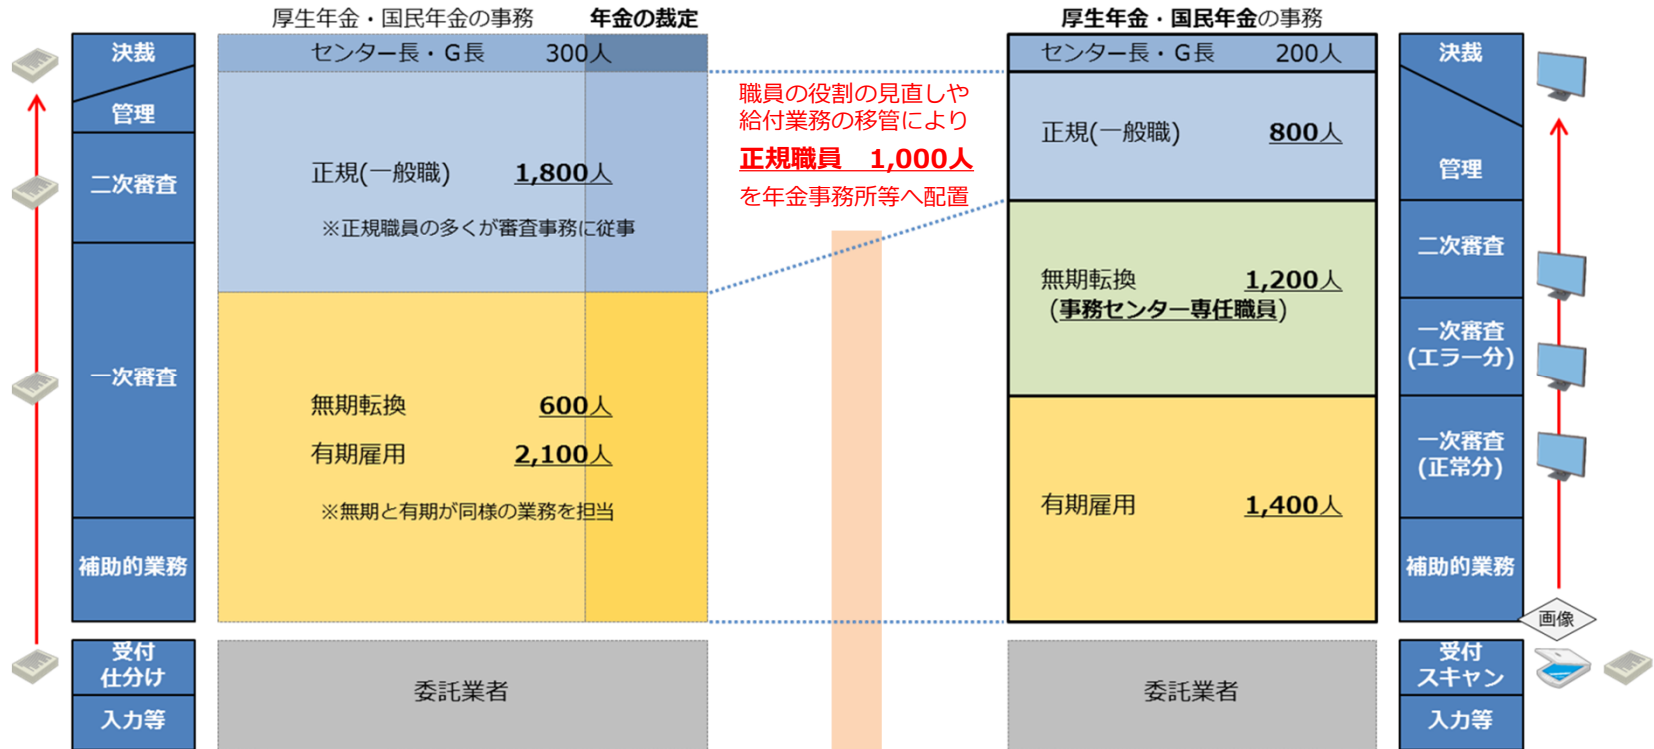 厚生年金・国民年金の事務
年金の裁定
決裁
管理
二次審査
一次審査
補助的業務
受付
仕分け
入力等
センター長・G長 300人
正規(一般職) 1,800人
※正規職員の多くが審査事務に従事
無期転換 600人
有期雇用 2,100人
※無期と有期が同様の業務を担当
委託業者
職員の役割の見直しや
給付業務の移管により
正規職員 1,000人
を年金事務所等へ配置
厚生年金・国民年金の事務
センター長・G長 200人
正規(一般職) 800人
無期転換 1,200人
(事務センター専任職員)
有期雇用 1,400人
委託業者
決裁
管理
二次審査
一次審査
(エラー分)
一次審査
(正常分)
補助的業務
画像
受付
スキャン
入力等